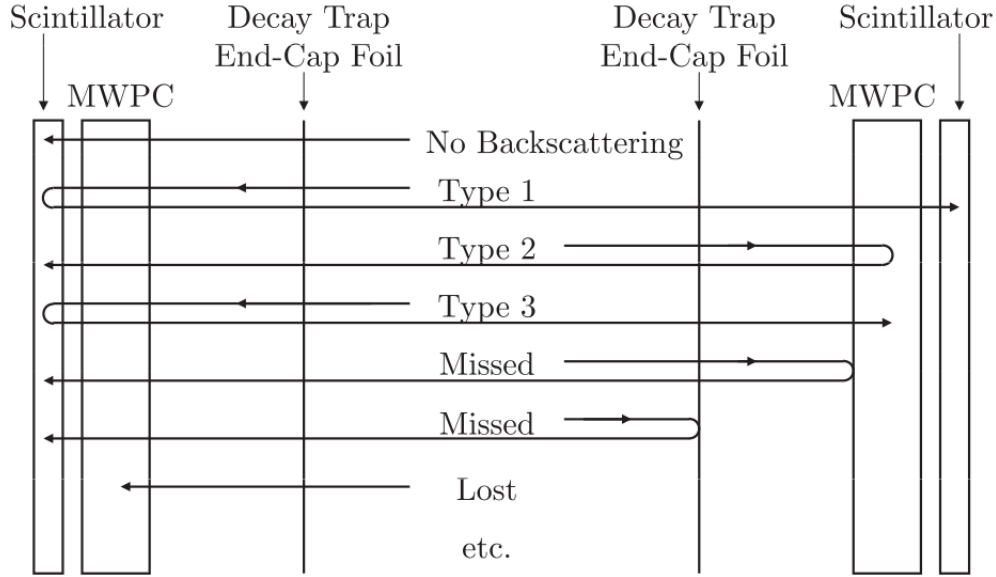 Scintillator
Decay Trap
End-Cap Foil
Decay Trap
End-Cap Foil
Scintillator
MWPC
MWPC
No Backscattering
Type 1
Type 2
Type 3
Missed
Missed
Lost
etc.